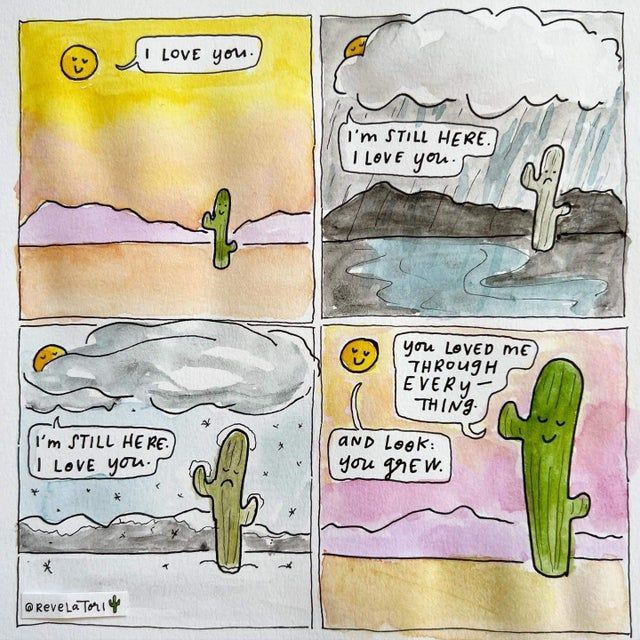 I LOVE you.
I'm STILL HERE.
I LOVE you.
I'm STILL HERE.
I LOVE you.
you LOVED ME
THROUGH
EVERY—
THING.
AND LOOK:
you grEW.
@REVELATORI